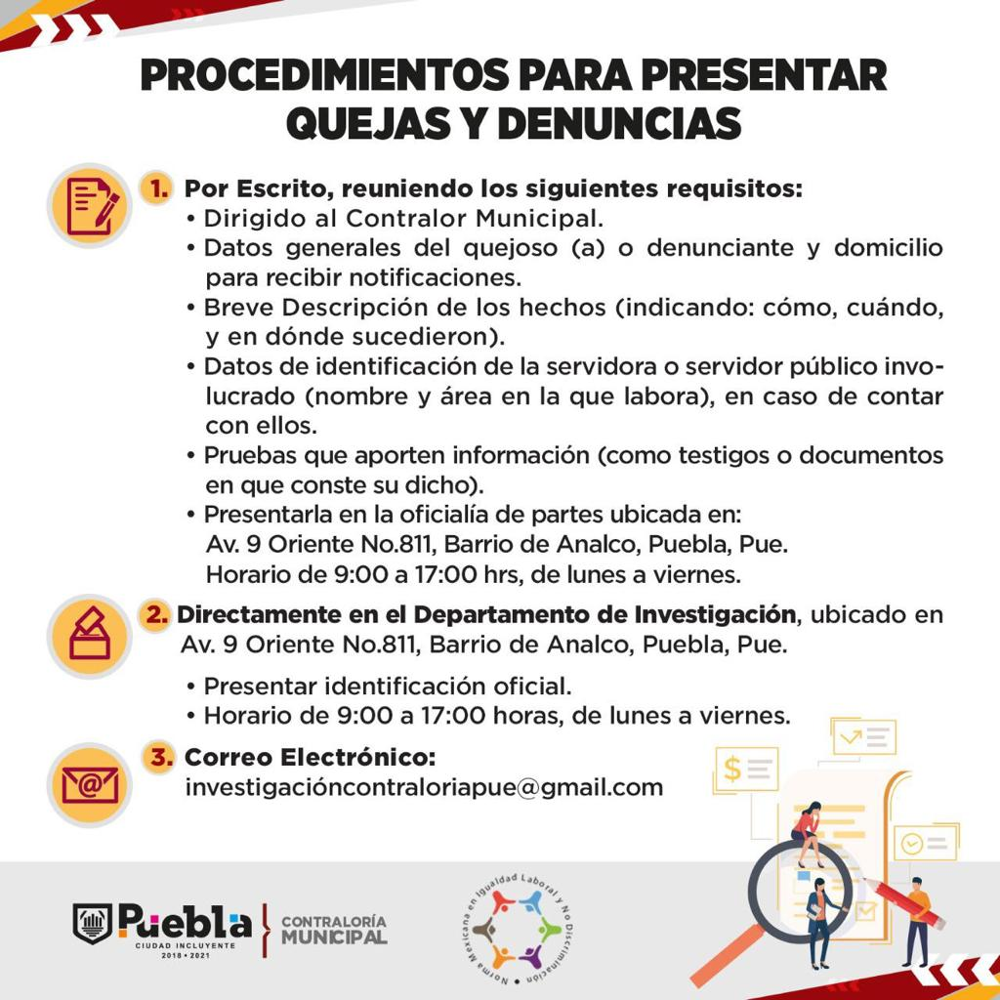 PROCEDIMIENTOS PARA PRESENTAR
QUEJAS Y DENUNCIAS
1. Por Escrito, reuniendo los siguientes requisitos:
• Dirigido al Contralor Municipal.
• Datos generales del quejoso (a) o denunciante y domicilio
para recibir notificaciones.
• Breve Descripción de los hechos (indicando: cómo, cuándo,
y en dónde sucedieron).
• Datos de identificación de la servidora o servidor público invo-
lucrado (nombre y área en la que labora), en caso de contar
con ellos.
• Pruebas que aporten información (como testigos o documentos
en que conste su dicho).
• Presentarla en la oficialía de partes ubicada en:
Av. 9 Oriente No.811, Barrio de Analco, Puebla, Pue.
Horario de 9:00 a 17:00 hrs, de lunes a viernes.
2. Directamente en el Departamento de Investigación, ubicado en
Av. 9 Oriente No.811, Barrio de Analco, Puebla, Pue.
• Presentar identificación oficial.
• Horario de 9:00 a 17:00 horas, de lunes a viernes.
3. Correo Electrónico:
investigacióncontraloriapue@gmail.com
@
$
Puebla
CIUDAD INCLUYENTE
2018 • 2021
CONTRALORÍA
MUNICIPAL
Norma Mexicana en Igualdad Laboral y No Discriminación •